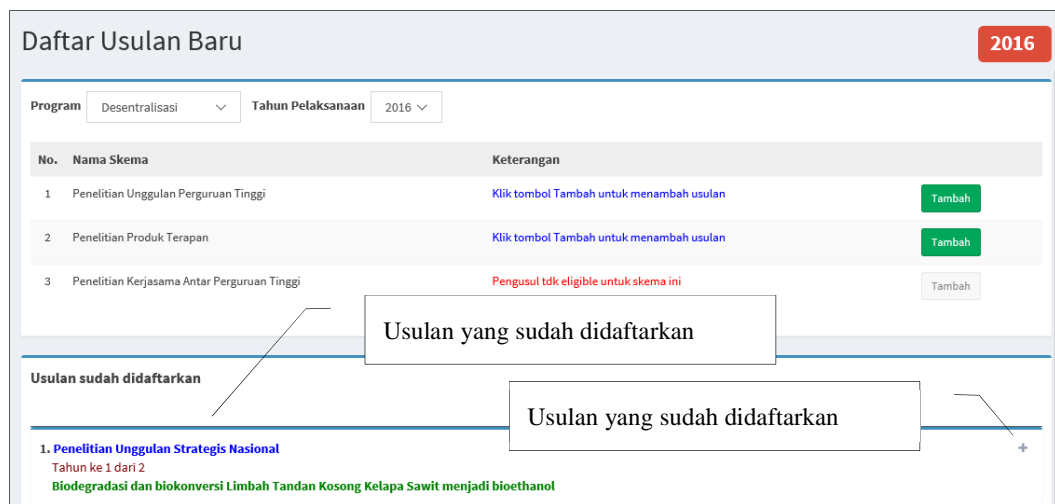 Daftar Usulan Baru 2016
Program Desentralisasi Tahun Pelaksanaan 2016
No. Nama Skema Keterangan
1 Penelitian Unggulan Perguruan Tinggi Klik tombol Tambah untuk menambah usulan Tambah
2 Penelitian Produk Terapan Klik tombol Tambah untuk menambah usulan Tambah
3 Penelitian Kerjasama Antar Perguruan Tinggi Pengusul tdk eligible untuk skema ini Tambah
Usulan yang sudah didaftarkan
Usulan sudah didaftarkan
Usulan yang sudah didaftarkan
1. Penelitian Unggulan Strategis Nasional
Tahun ke 1 dari 2
Biodegradasi dan biokonversi Limbah Tandan Kosong Kelapa Sawit menjadi bioethanol